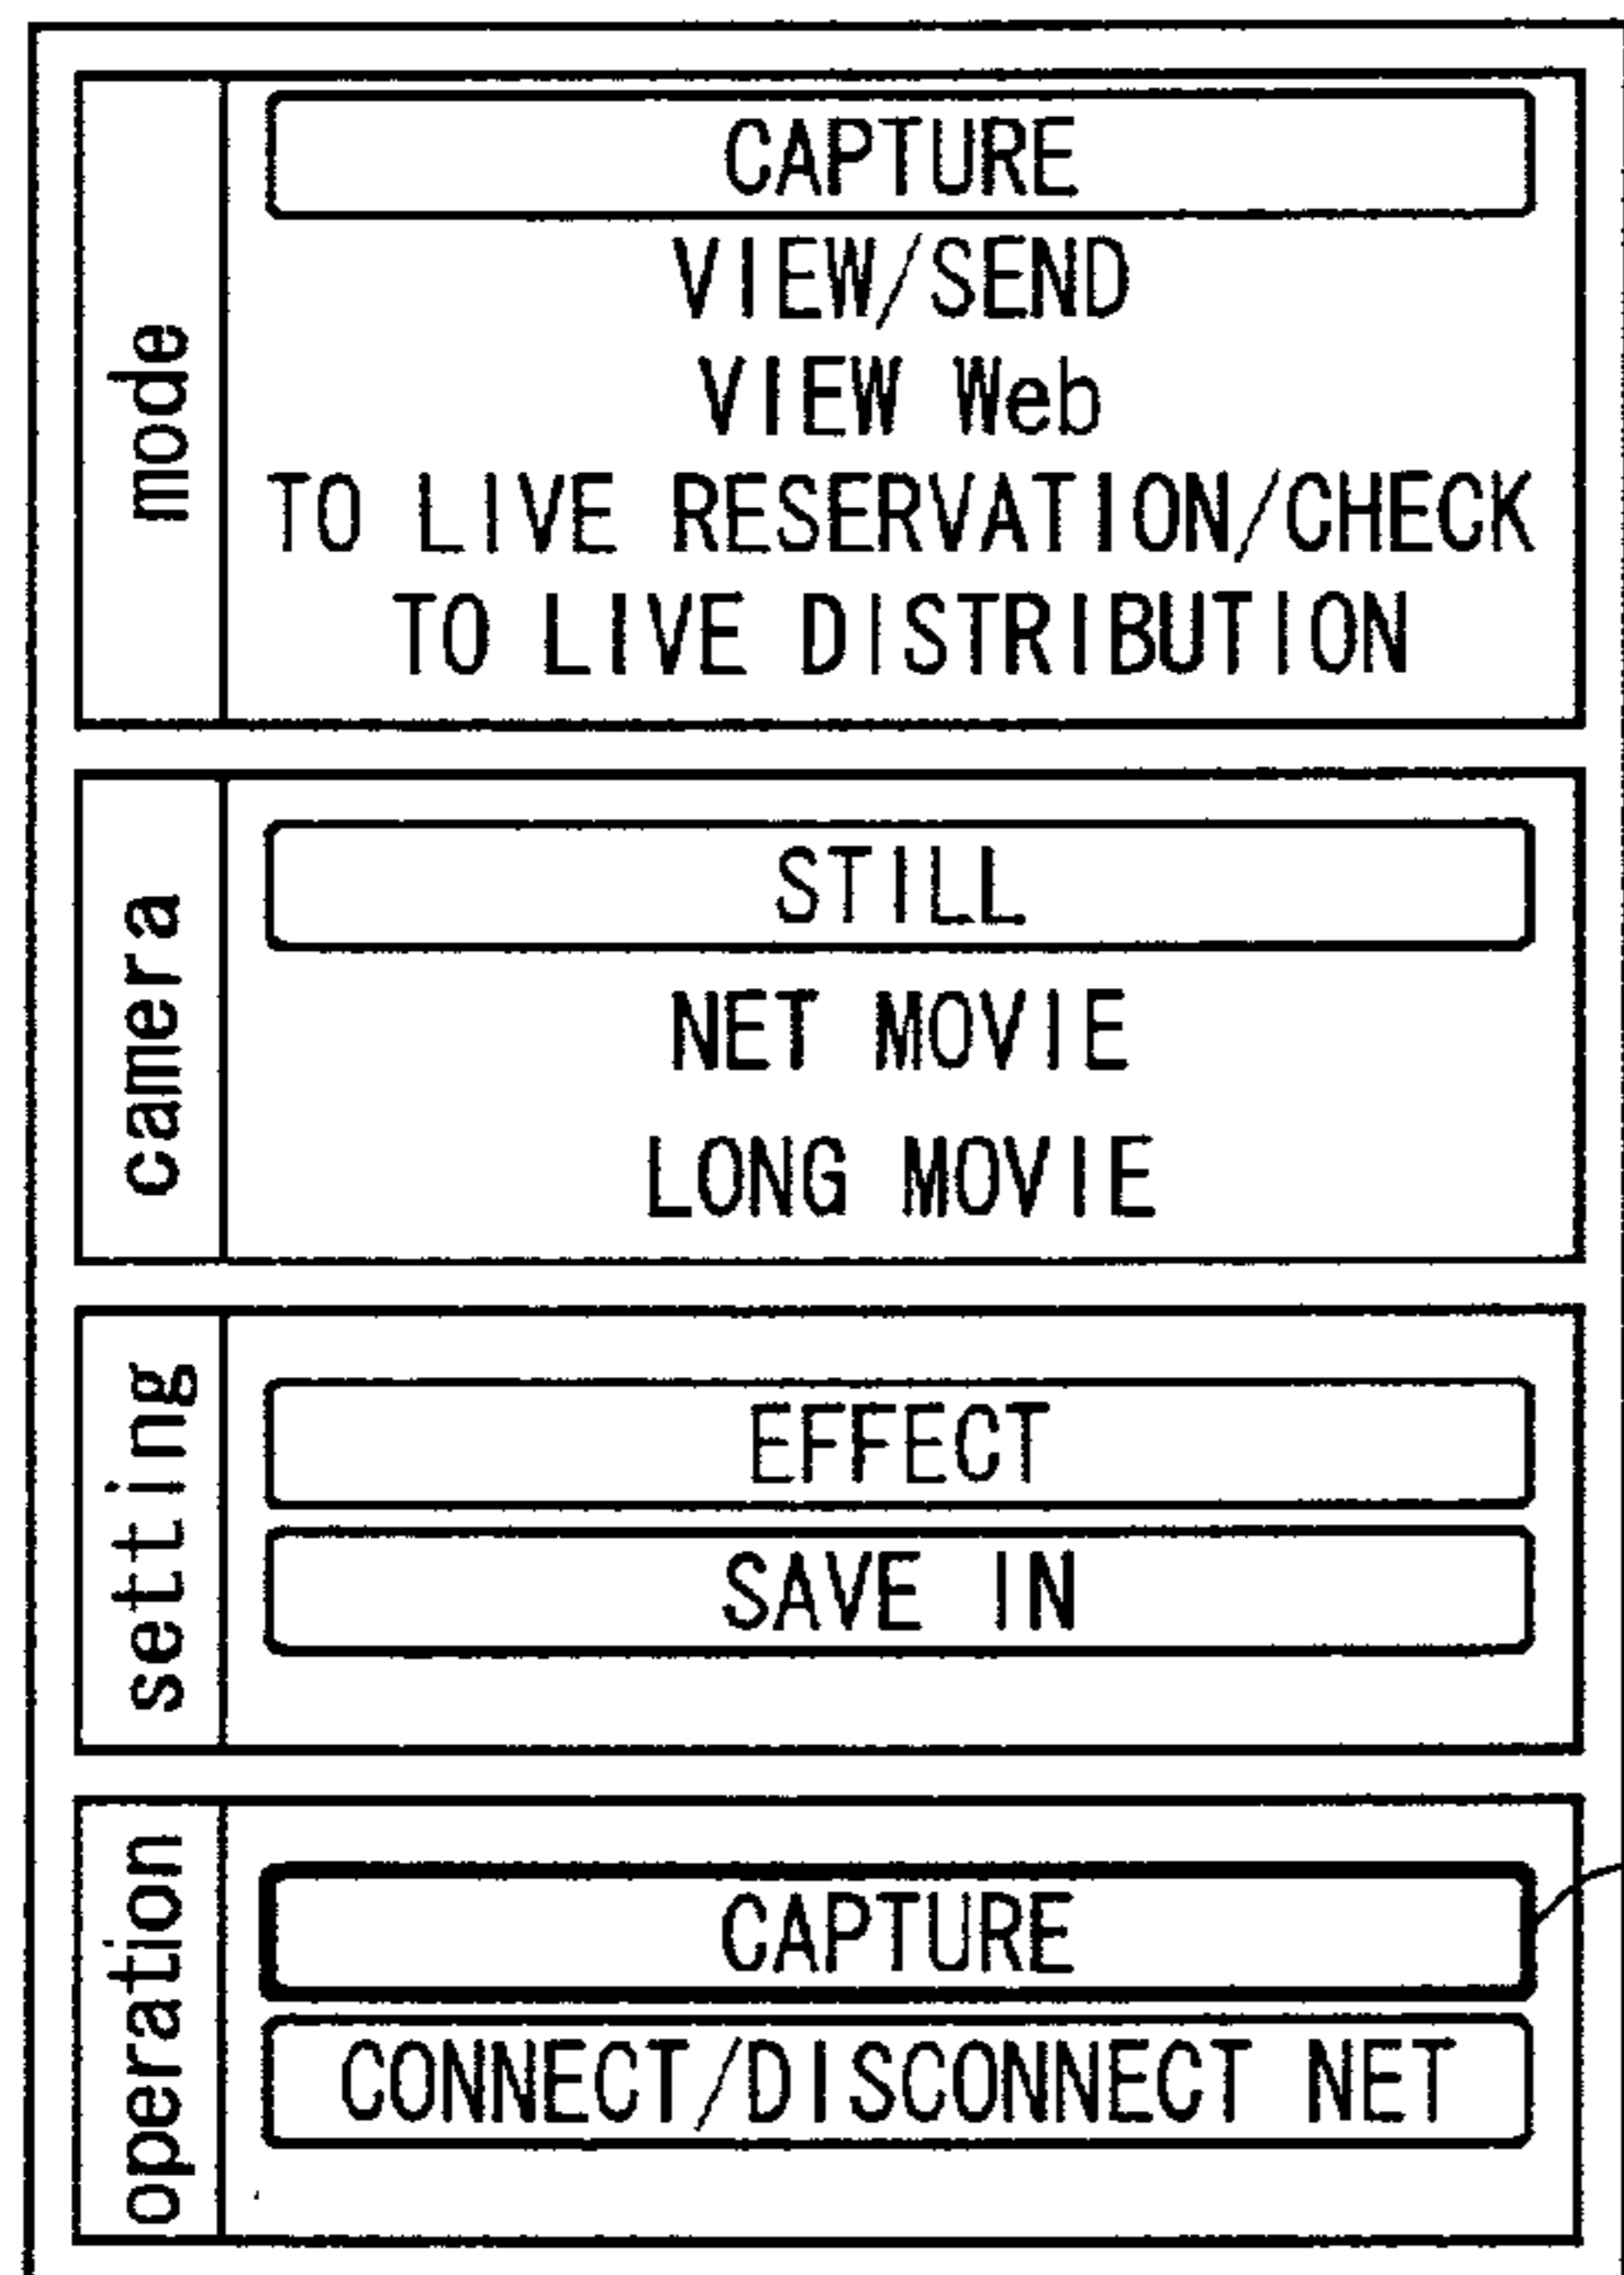 mode
CAPTURE
VIEW/SEND
VIEW Web
TO LIVE RESERVATION/CHECK
TO LIVE DISTRIBUTION
camera
STILL
NET MOVIE
LONG MOVIE
setting
EFFECT
SAVE IN
operation
CAPTURE
CONNECT/DISCONNECT NET